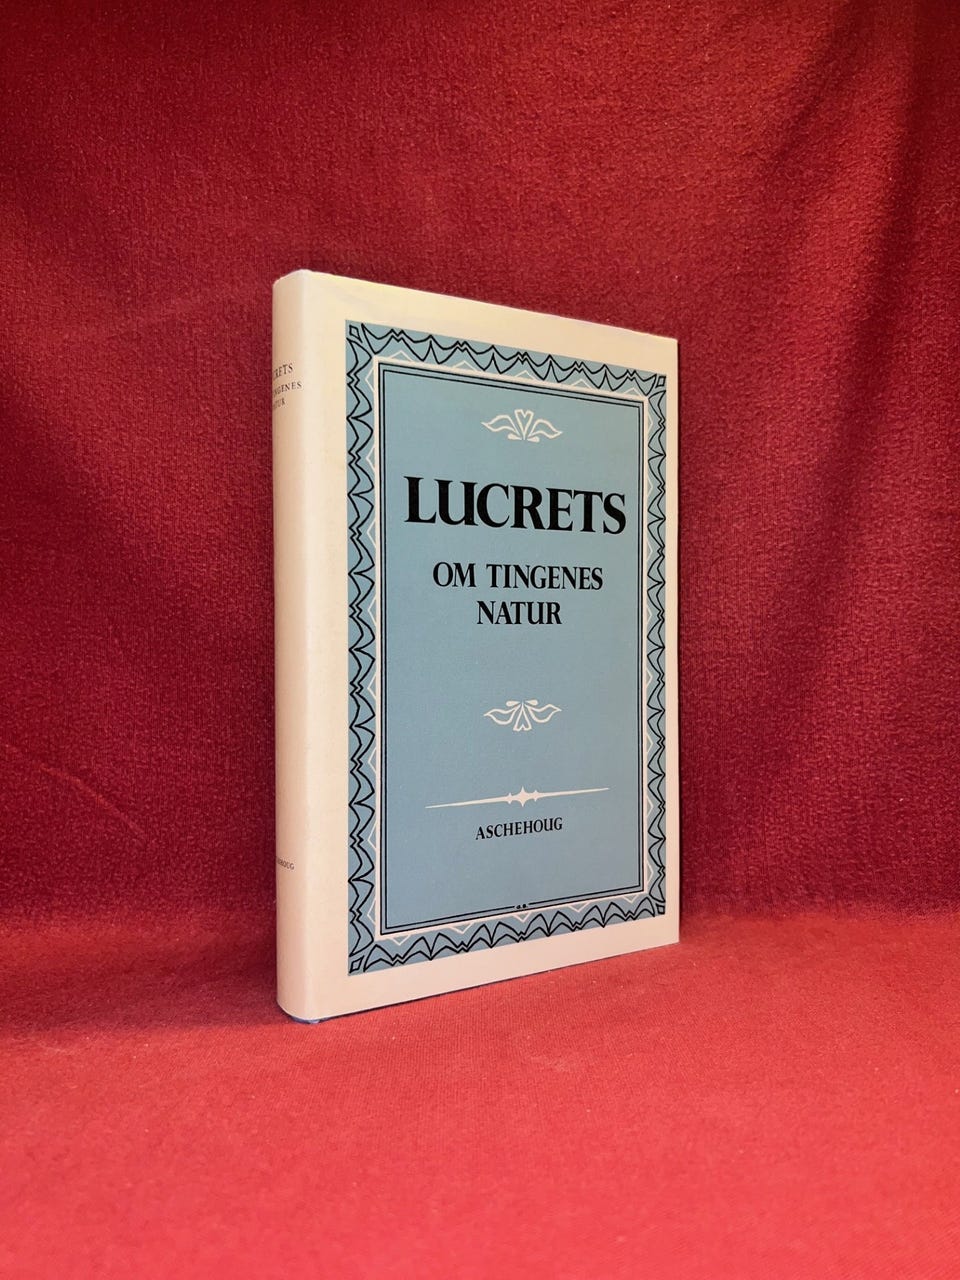 LUCRETS
OM TINGENES
NATUR
ASCHEHOUG